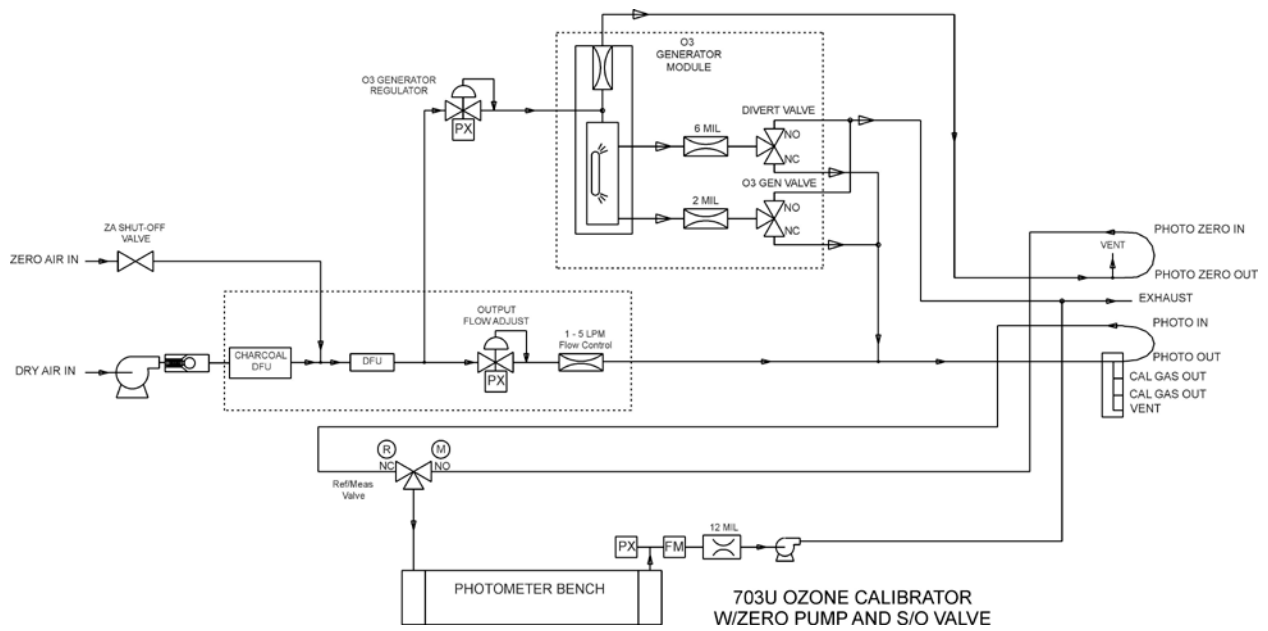 O3
GENERATOR
MODULE
O3 GENERATOR
REGULATOR
PX
DIVERT VALVE
6 MIL
NO
NC
O3 GEN VALVE
2 MIL
NO
NC
ZA SHUT-OFF
VALVE
ZERO AIR IN
PHOTO ZERO IN
VENT
PHOTO ZERO OUT
EXHAUST
OUTPUT
FLOW ADJUST
1 - 5 LPM
Flow Control
PHOTO IN
CHARCOAL
DFU
DFU
PX
DRY AIR IN
PHOTO OUT
CAL GAS OUT
CAL GAS OUT
VENT
R
M
NC
NO
Ref/Meas
Valve
12 MIL
PX
FM
PHOTOMETER BENCH
703U OZONE CALIBRATOR
W/ZERO PUMP AND S/O VALVE